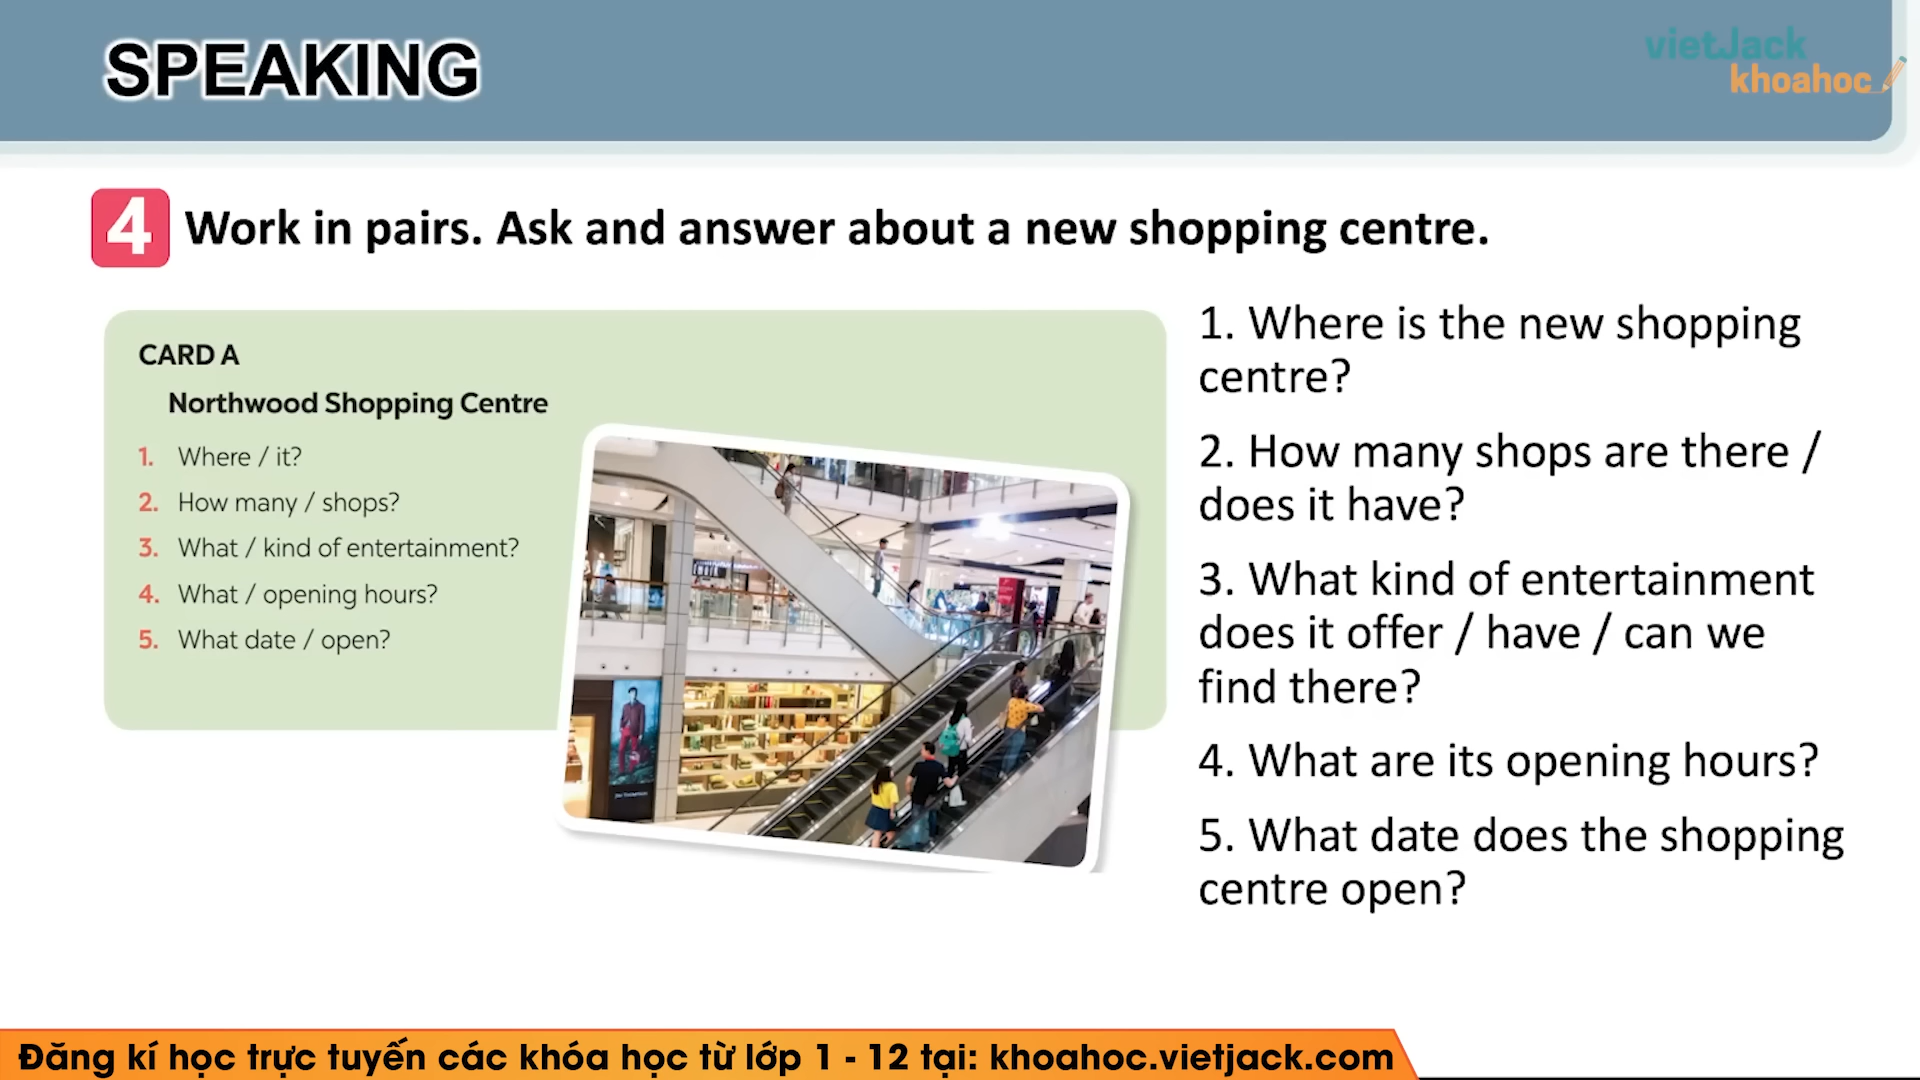 SPEAKING
vietJack
khoahoc
4 Work in pairs. Ask and answer about a new shopping centre.
CARD A
Northwood Shopping Centre
1. Where / it?
2. How many / shops?
3. What / kind of entertainment?
4. What / opening hours?
5. What date / open?
1. Where is the new shopping
centre?
2. How many shops are there /
does it have?
3. What kind of entertainment
does it offer / have / can we
find there?
4. What are its opening hours?
5. What date does the shopping
centre open?
Đăng kí học trực tuyến các khóa học từ lớp 1 - 12 tại: khoahoc.vietjack.com